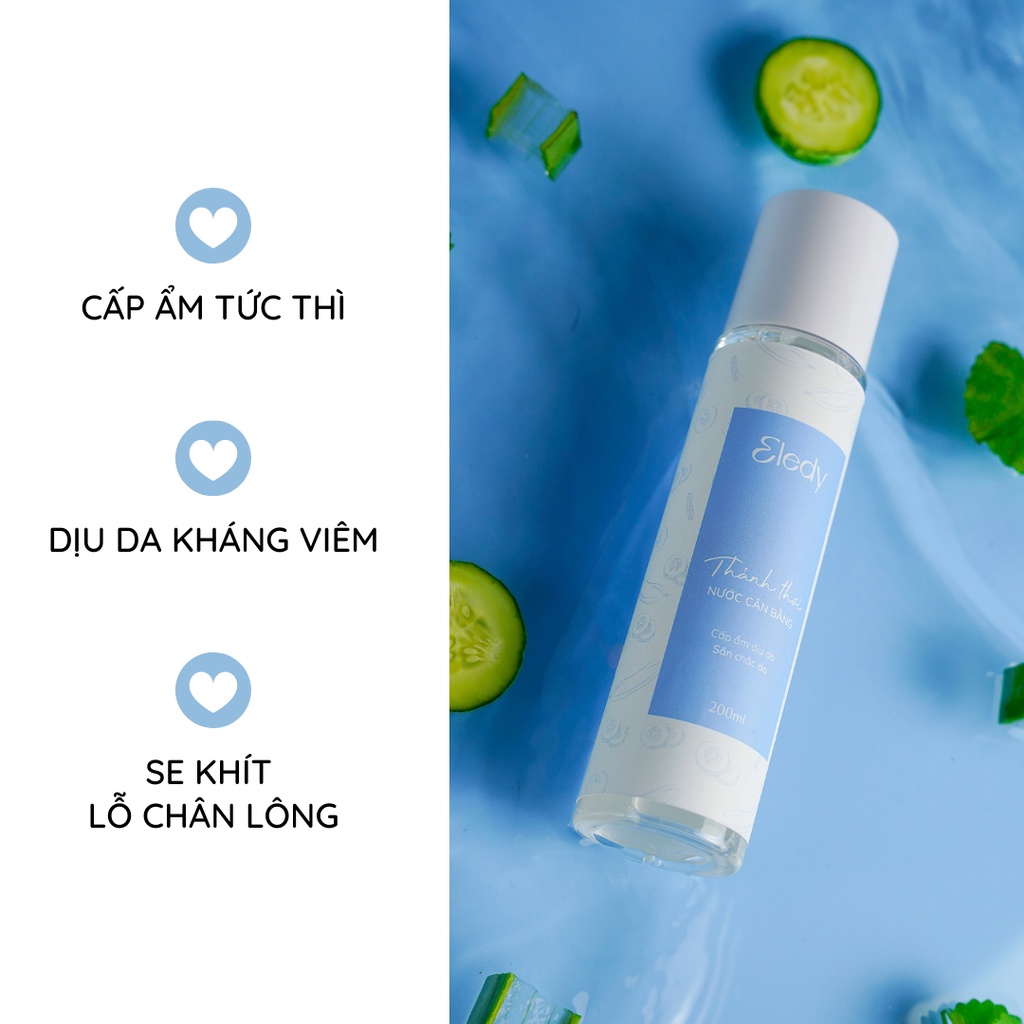 CẤP ẨM TỨC THÌ
DỊU DA KHÁNG VIÊM
SE KHÍT
LỖ CHÂN LÔNG
Eledy
Thảnh thơi
NƯỚC CÂN BẰNG
Cấp ẩm dịu da
Săn chắc da
200ml